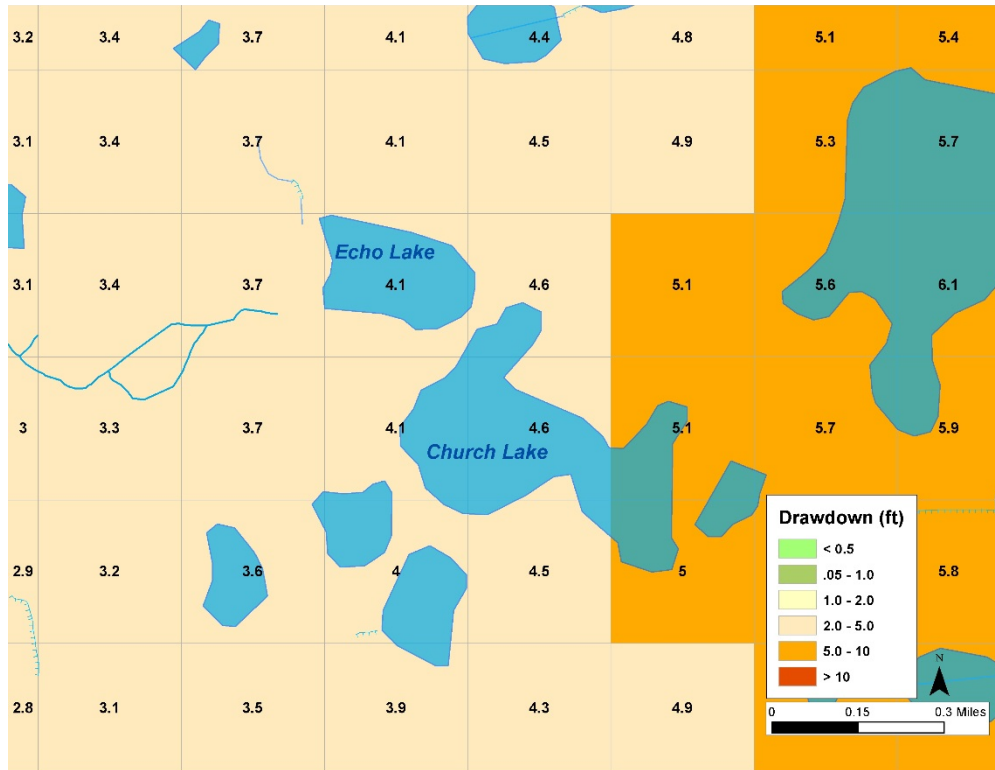 3.2 3.4 3.7 4.1 4.4 4.8 5.1 5.4
3.1 3.4 3.7 4.1 4.5 4.9 5.3 5.7
Echo Lake
3.1 3.4 3.7 4.1 4.6 5.1 5.6 6.1
3 3.3 3.7 4.1 4.6 5.1 5.7 5.9
Church Lake
2.9 3.2 3.6 4 4.5 5 5.8
2.8 3.1 3.5 3.9 4.3 4.9
Drawdown (ft)
< 0.5
.05 - 1.0
1.0 - 2.0
2.0 - 5.0
5.0 - 10
> 10
N
0 0.15 0.3 Miles